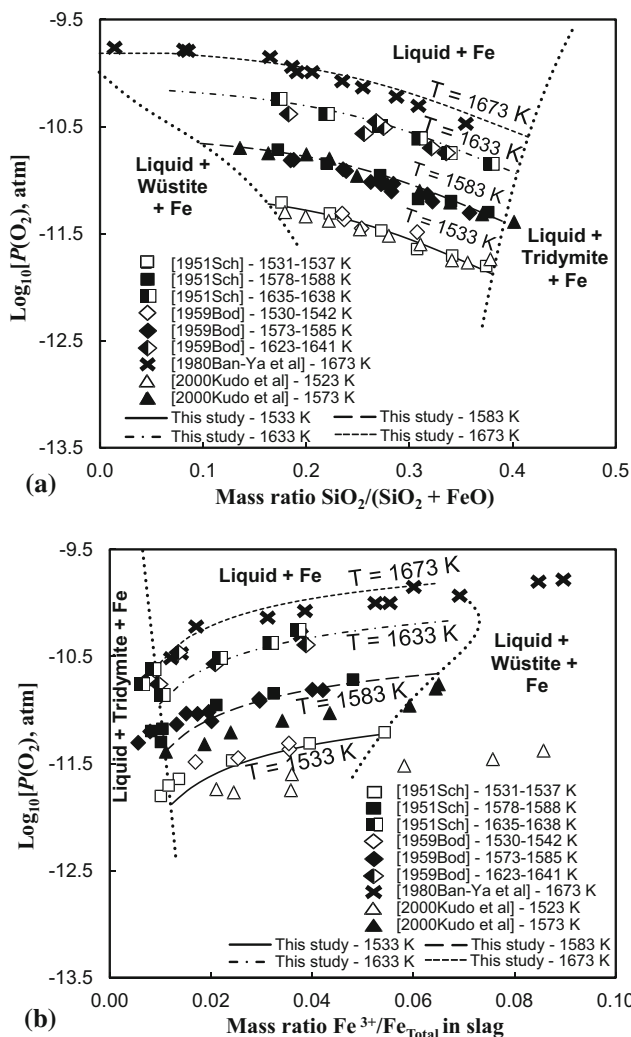 (a)
-9.5
-10.5
-11.5
-12.5
-13.5
Log10[P(O2), atm]
Liquid + Fe
T = 1673 K
T = 1633 K
T = 1583 K
T = 1533 K
Liquid +
Wüstite
+ Fe
Liquid +
Tridymite
+ Fe
[1951Sch] - 1531-1537 K
[1951Sch] - 1578-1588 K
[1951Sch] - 1635-1638 K
[1959Bod] - 1530-1542 K
[1959Bod] - 1573-1585 K
[1959Bod] - 1623-1641 K
[1980Ban-Ya et al] - 1673 K
[2000Kudo et al] - 1523 K
[2000Kudo et al] - 1573 K
This study - 1533 K
This study - 1583 K
This study - 1633 K
This study - 1673 K
0.0 0.1 0.2 0.3 0.4 0.5
Mass ratio SiO2/(SiO2 + FeO)
(b)
-9.5
-10.5
-11.5
-12.5
-13.5
Log10[P(O2), atm]
Liquid + Tridymite + Fe
Liquid + Fe
T = 1673 K
T = 1633 K
T = 1583 K
T = 1533 K
Liquid +
Wüstite +
Fe
[1951Sch] - 1531-1537 K
[1951Sch] - 1578-1588 K
[1951Sch] - 1635-1638 K
[1959Bod] - 1530-1542 K
[1959Bod] - 1573-1585 K
[1959Bod] - 1623-1641 K
[1980Ban-Ya et al] - 1673 K
[2000Kudo et al] - 1523 K
[2000Kudo et al] - 1573 K
This study - 1533 K
This study - 1583 K
This study - 1633 K
This study - 1673 K
0.00 0.02 0.04 0.06 0.08 0.10
Mass ratio Fe3+/FeTotal in slag